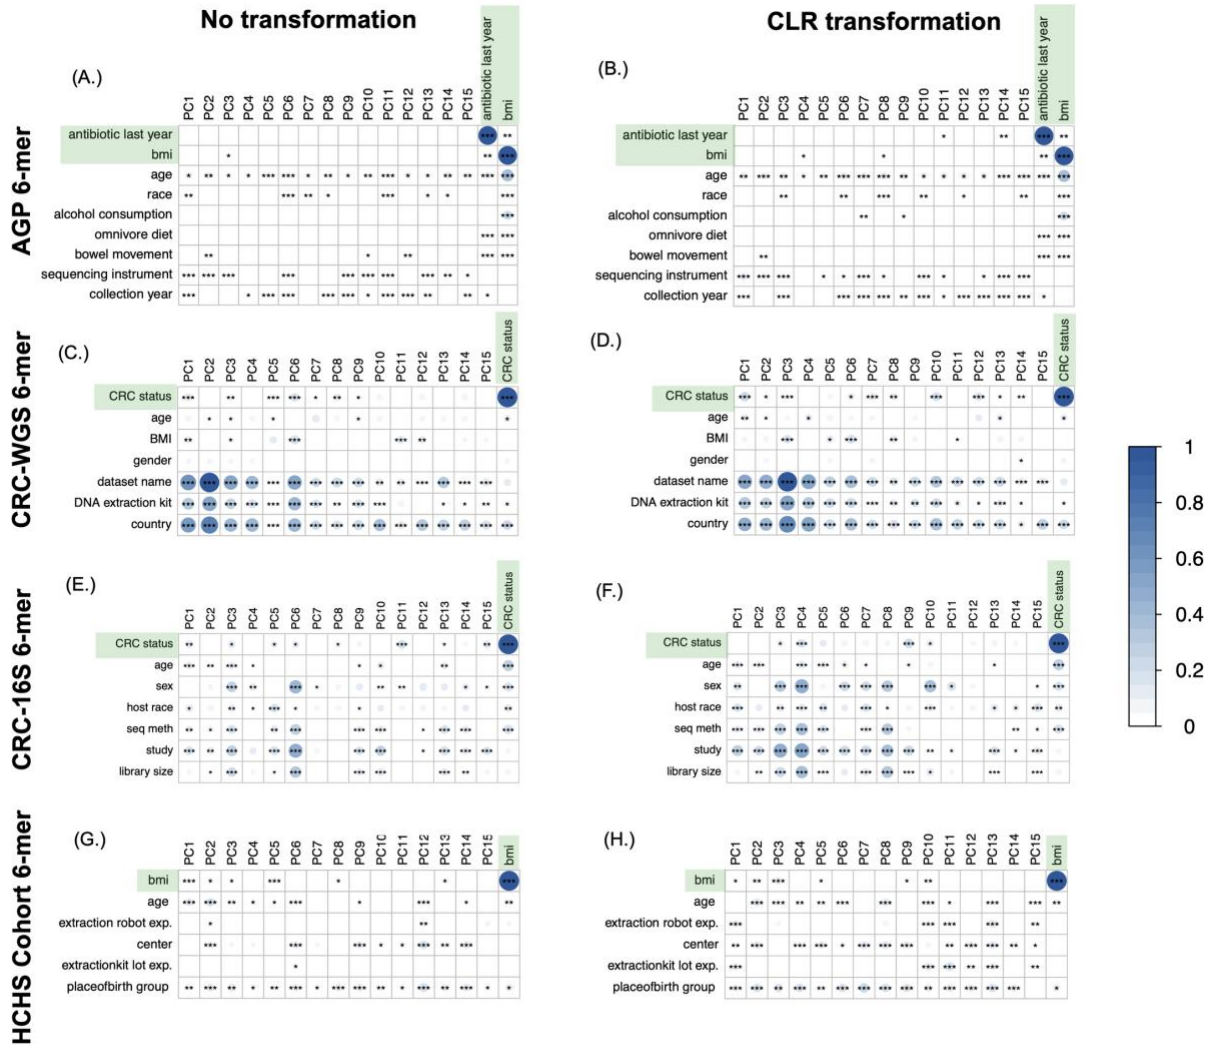 No transformation
CLR transformation
AGP 6-mer
(A.)
PC1 PC2 PC3 PC4 PC5 PC6 PC7 PC8 PC9 PC10 PC11 PC12 PC13 PC14 PC15 antibiotic last year bmi
antibiotic last year
bmi
age
race
alcohol consumption
omnivore diet
bowel movement
sequencing instrument
collection year
(B.)
PC1 PC2 PC3 PC4 PC5 PC6 PC7 PC8 PC9 PC10 PC11 PC12 PC13 PC14 PC15 antibiotic last year bmi
antibiotic last year
bmi
age
race
alcohol consumption
omnivore diet
bowel movement
sequencing instrument
collection year
CRC-WGS 6-mer
(C.)
PC1 PC2 PC3 PC4 PC5 PC6 PC7 PC8 PC9 PC10 PC11 PC12 PC13 PC14 PC15 CRC status
CRC status
age
BMI
gender
dataset name
DNA extraction kit
country
(D.)
PC1 PC2 PC3 PC4 PC5 PC6 PC7 PC8 PC9 PC10 PC11 PC12 PC13 PC14 PC15 CRC status
CRC status
age
BMI
gender
dataset name
DNA extraction kit
country
CRC-16S 6-mer
(E.)
PC1 PC2 PC3 PC4 PC5 PC6 PC7 PC8 PC9 PC10 PC11 PC12 PC13 PC14 PC15 CRC status
CRC status
age
sex
host race
seq meth
study
library size
(F.)
PC1 PC2 PC3 PC4 PC5 PC6 PC7 PC8 PC9 PC10 PC11 PC12 PC13 PC14 PC15 CRC status
CRC status
age
sex
host race
seq meth
study
library size
HCHS Cohort 6-mer
(G.)
PC1 PC2 PC3 PC4 PC5 PC6 PC7 PC8 PC9 PC10 PC11 PC12 PC13 PC14 PC15 bmi
bmi
age
extraction robot exp.
center
extractionkit lot exp.
placeofbirth group
(H.)
PC1 PC2 PC3 PC4 PC5 PC6 PC7 PC8 PC9 PC10 PC11 PC12 PC13 PC14 PC15 bmi
bmi
age
extraction robot exp.
center
extractionkit lot exp.
placeofbirth group
1
0.8
0.6
0.4
0.2
0